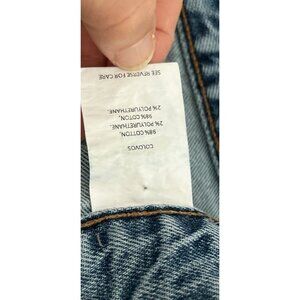 COLOVOS
98% COTTON,
2% POLYURETHANE.
98% COTTON,
2% POLYURETHANE.
SEE REVERSE FOR CARE